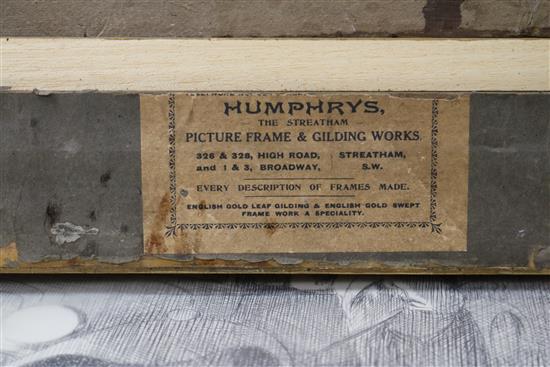 HUMPHRYS,
THE STREATHAM
PICTURE FRAME & GILDING WORKS.
326 & 328, HIGH ROAD, STREATHAM,
and 1 & 3, BROADWAY, S.W.
EVERY DESCRIPTION OF FRAMES MADE.
ENGLISH GOLD LEAF GILDING & ENGLISH GOLD SWEPT
FRAME WORK A SPECIALITY.